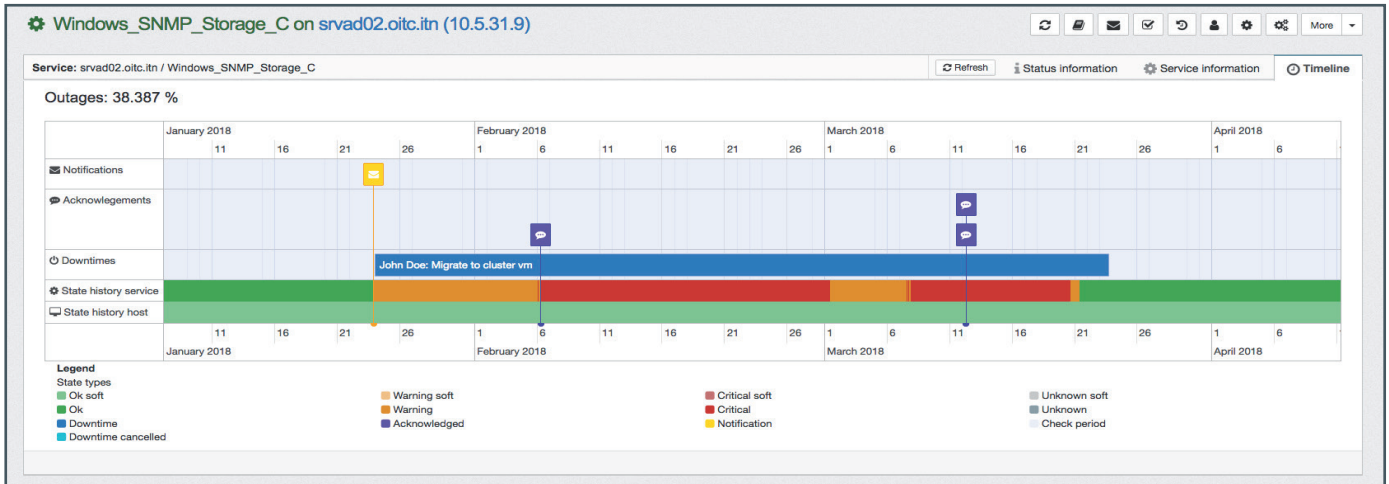 Windows_SNMP_Storage_C on srvad02.oitc.itn (10.5.31.9)
More
Service: srvad02.oitc.itn / Windows_SNMP_Storage_C
Refresh
Status information
Service information
Timeline
Outages: 38.387 %
January 2018 February 2018 March 2018 April 2018
11 16 21 26 1 6 11 16 21 26 1 6 11 16 21 26 1 6
Notifications
Acknowlegements
Downtimes
John Doe: Migrate to cluster vm
State history service
State history host
11 16 21 26 1 6 11 16 21 26 1 6 11 16 21 26 1 6
January 2018 February 2018 March 2018 April 2018
Legend
State types
Ok soft Warning soft Critical soft Unknown soft
Ok Warning Critical Unknown
Downtime Acknowledged Notification Check period
Downtime cancelled